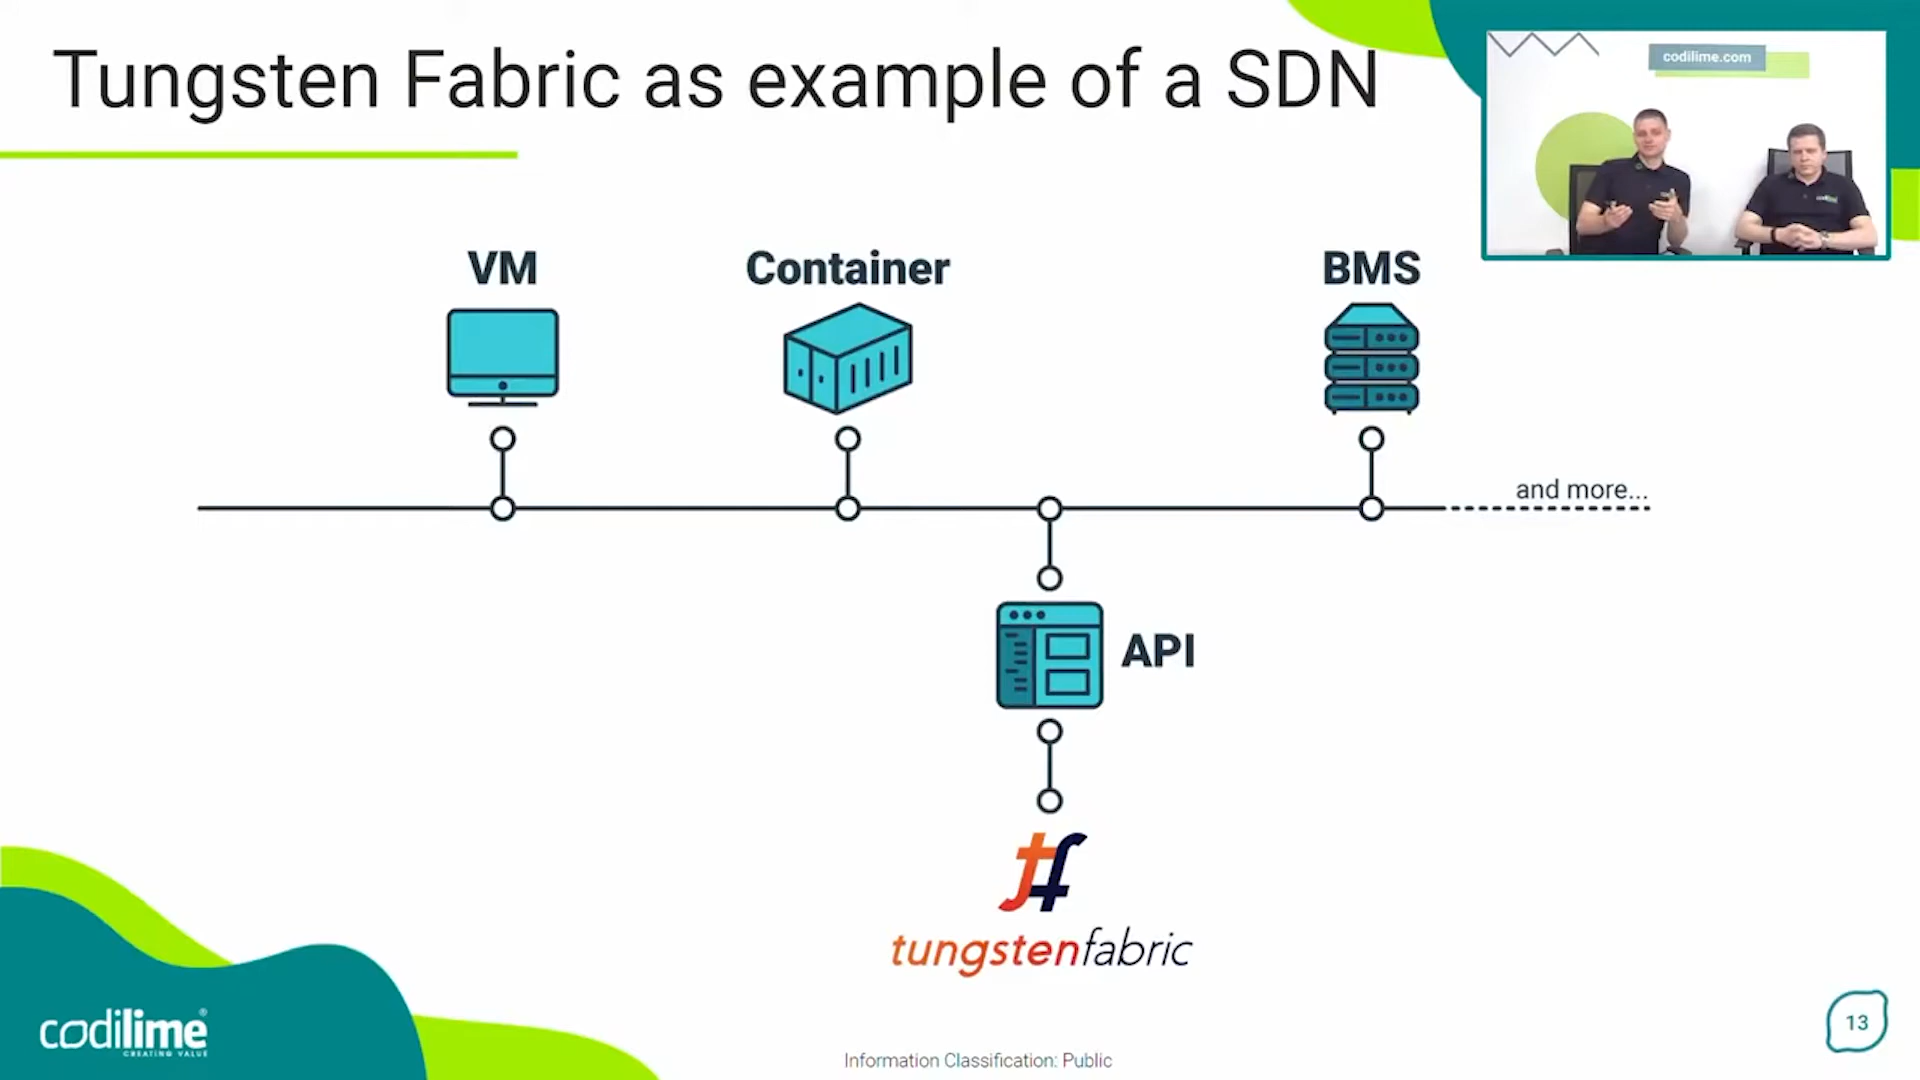 Tungsten Fabric as example of a SDN
codilime.com
VM
Container
BMS
and more...
API
tf
tungstenfabric
codilime®
CREATING VALUE
Information Classification: Public
13